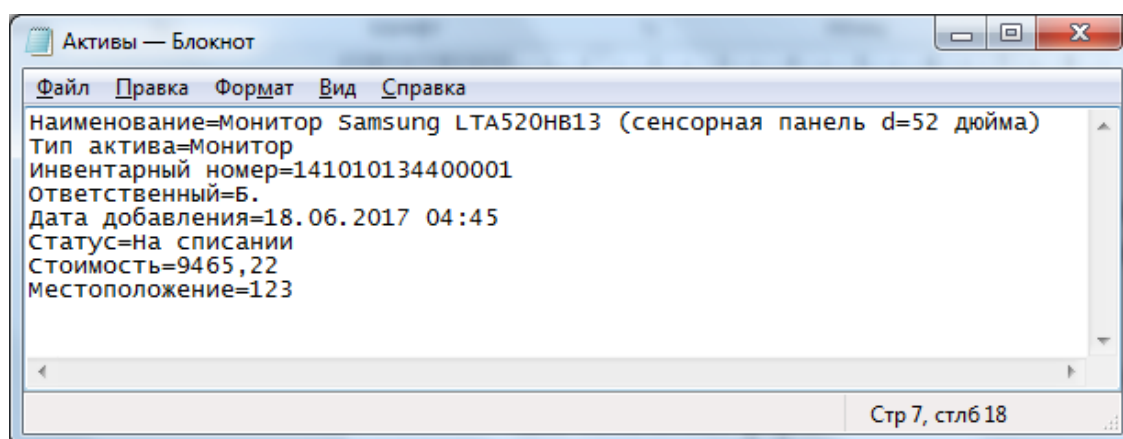 Активы — Блокнот
Файл Правка Формат Вид Справка
Наименование=Монитор Samsung LTA520HB13 (сенсорная панель d=52 дюйма)
Тип актива=Монитор
Инвентарный номер=141010134400001
Ответственный=Б.
Дата добавления=18.06.2017 04:45
Статус=На списании
Стоимость=9465,22
Местоположение=123
Стр 7, стлб 18